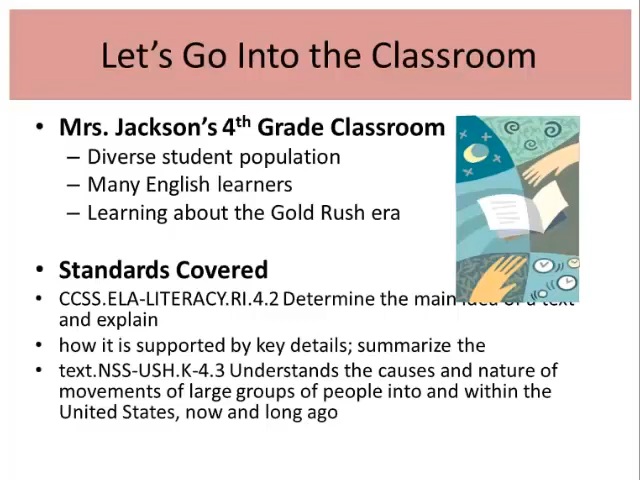 Let's Go Into the Classroom
• Mrs. Jackson's 4th Grade Classroom
– Diverse student population
– Many English learners
– Learning about the Gold Rush era
• Standards Covered
• CCSS.ELA-LITERACY.RI.4.2 Determine the main idea of a text
and explain
• how it is supported by key details; summarize the
• text.NSS-USH.K-4.3 Understands the causes and nature of
movements of large groups of people into and within the
United States, now and long ago